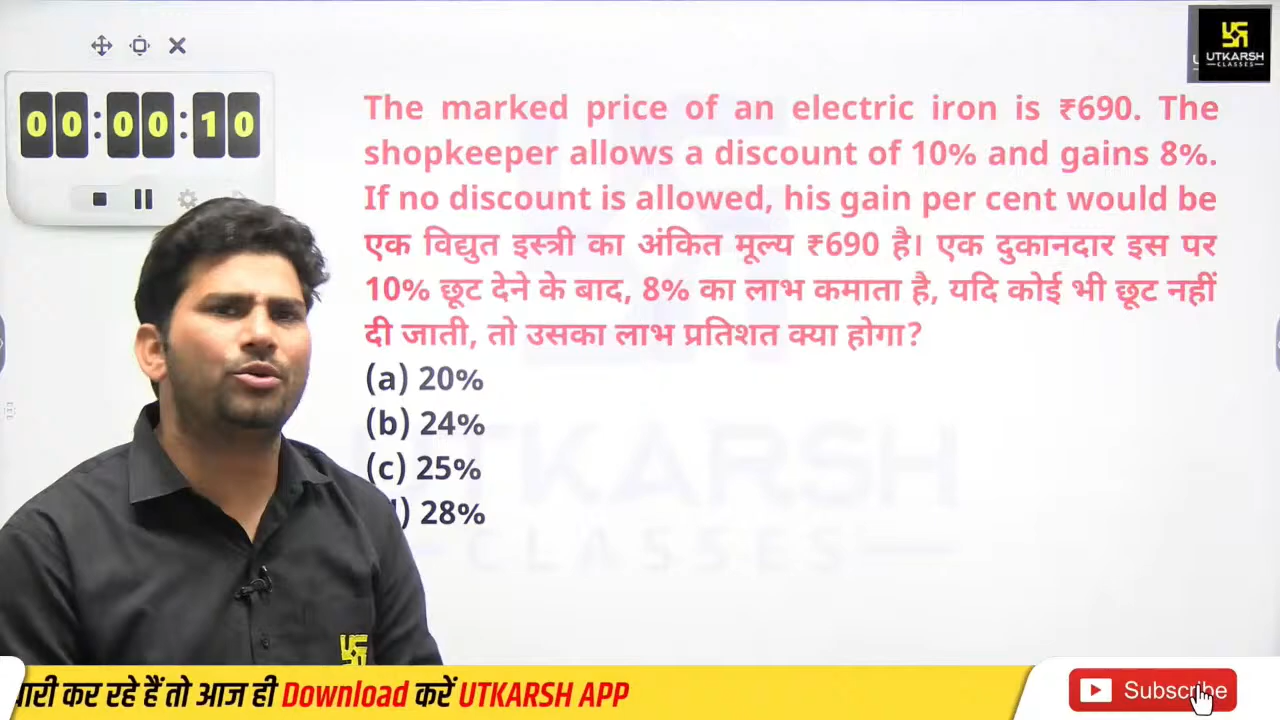 UTKARSH
CLASSES
00:00:10
The marked price of an electric iron is ₹690. The
shopkeeper allows a discount of 10% and gains 8%.
If no discount is allowed, his gain per cent would be
एक विद्युत इस्त्री का अंकित मूल्य ₹690 है। एक दुकानदार इस पर
10% छूट देने के बाद, 8% का लाभ कमाता है, यदि कोई भी छूट नहीं
दी जाती, तो उसका लाभ प्रतिशत क्या होगा?
(a) 20%
(b) 24%
(c) 25%
) 28%
UTKARSH
CLASSES
कर रहे हैं तो आज ही Download करें UTKARSH APP
Subscribe